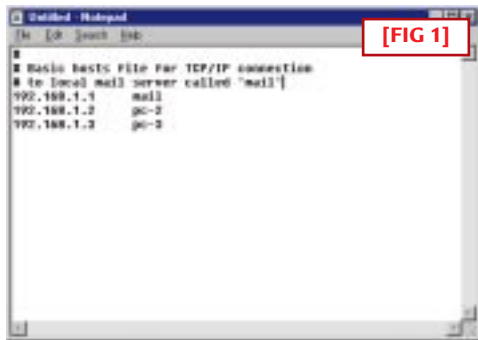 Untitled - Notepad
[FIG 1]
File Edit Search Help
#
# Basic hosts File For TCP/IP connection
# to local mail server called "mail"
192.168.1.1 mail
192.168.1.2 pc-2
192.168.1.3 pc-3